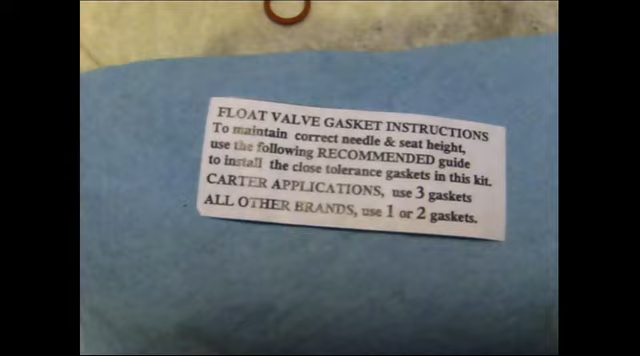 FLOAT VALVE GASKET INSTRUCTIONS
To maintain correct needle & seat height,
use the following RECOMMENDED guide
to install the close tolerance gaskets in this kit.
CARTER APPLICATIONS, use 3 gaskets
ALL OTHER BRANDS, use 1 or 2 gaskets.